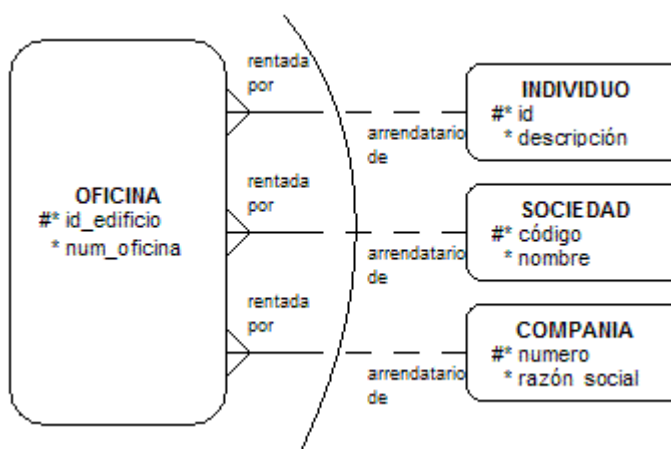 OFICINA
#* id_edificio
* num_oficina
rentada
por
arrendatario
de
INDIVIDUO
#* id
* descripción
rentada
por
arrendatario
de
SOCIEDAD
#* código
* nombre
rentada
por
arrendatario
de
COMPANIA
#* numero
* razón social